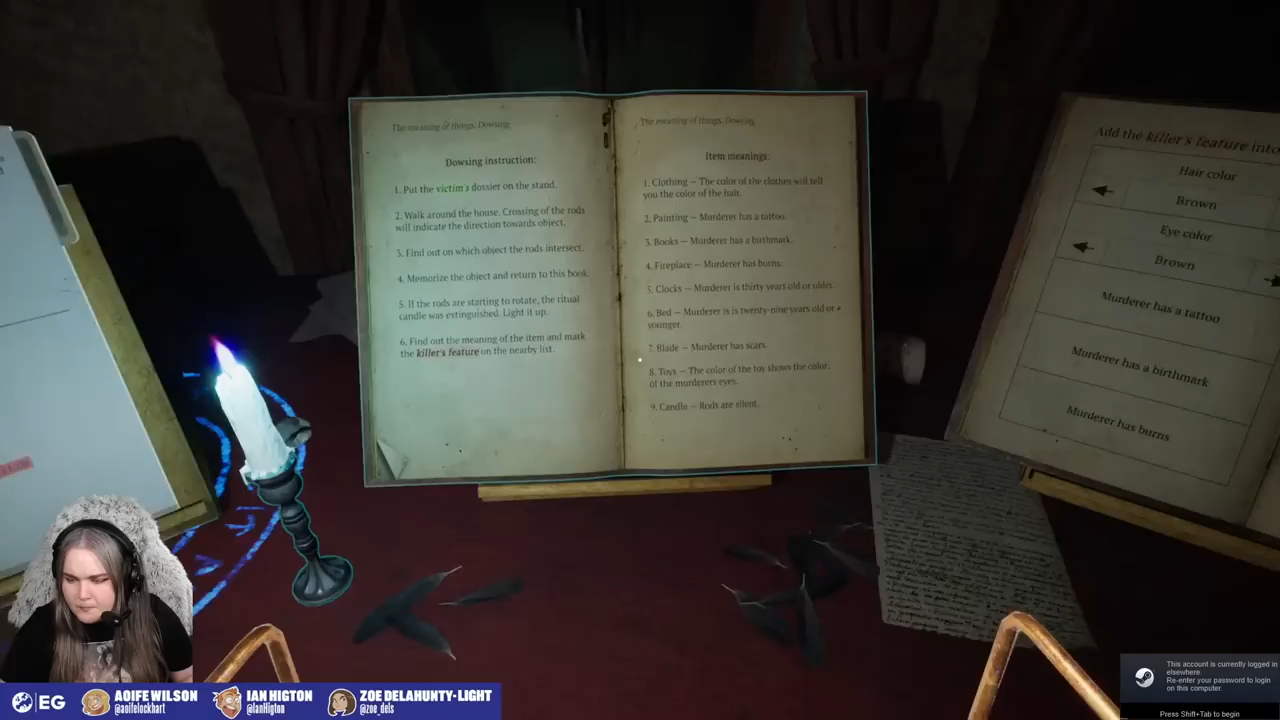 The meaning of things. Dowsing
Dowsing instruction:
1. Put the victim's dossier on the stand.
2. Walk around the house. Crossing of the rods
will indicate the direction towards object.
3. Find out on which object the rods intersect.
4. Memorize the object and return to this book.
5. If the rods are starting to rotate, the ritual
candle was extinguished. Light it up.
6. Find out the meaning of the item and mark
the killer's feature on the nearby list.
The meaning of things. Dowsing
Item meanings:
1. Clothing — The color of the clothes will tell
you the color of the hair.
2. Painting — Murderer has a tattoo.
3. Books — Murderer has a birthmark.
4. Fireplace — Murderer has burns.
5. Clocks — Murderer is thirty years old or older.
6. Bed — Murderer is is twenty-nine years old or
younger.
7. Blade — Murderer has scars.
8. Toys — The color of the toy shows the color
of the murderers eyes.
9. Candle — Rods are silent.
Add the killer's feature into
Hair color
Brown
Eye color
Brown
Murderer has a tattoo
Murderer has a birthmark
Murderer has burns
EG
AOIFE WILSON
@aoifelockhart
IAN HIGTON
@IanHigton
ZOE DELAHUNTY-LIGHT
@zoe_dels
This account is currently logged in
elsewhere.
Re-enter your password to login
on this computer.
Press Shift+Tab to begin